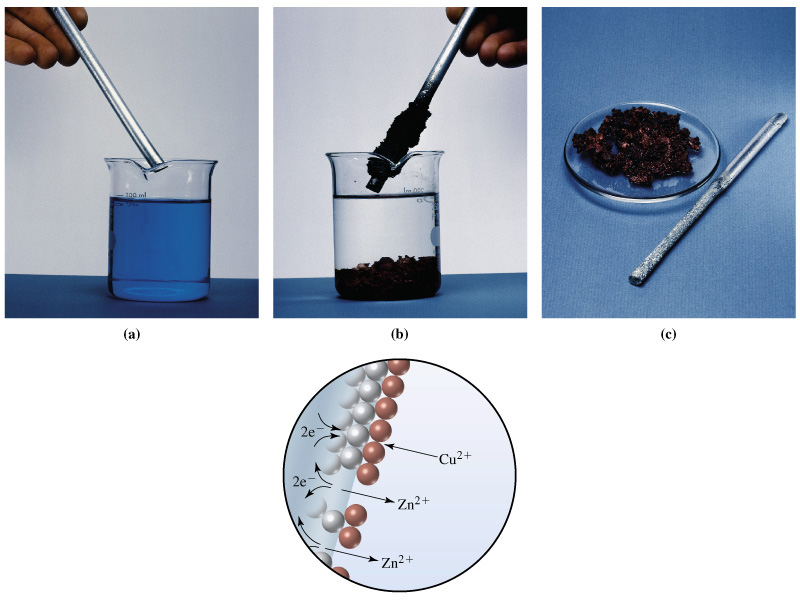 100 ml
(a)
(b)
(c)
2e⁻
Cu²⁺
2e⁻
Zn²⁺
Zn²⁺